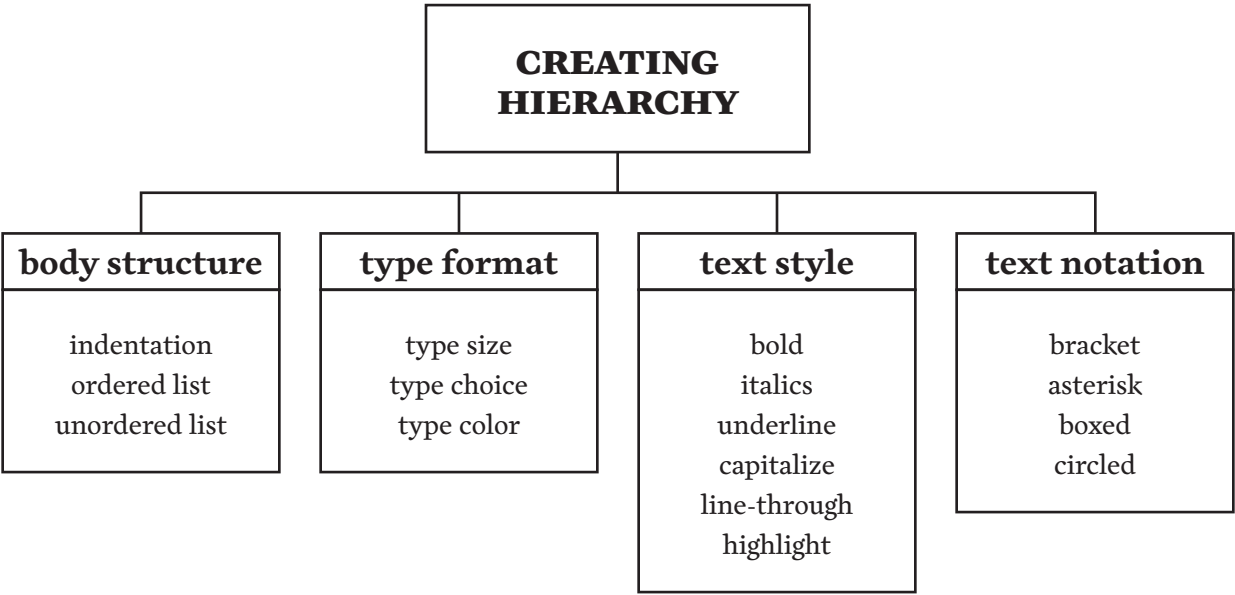 CREATING
HIERARCHY
body structure
indentation
ordered list
unordered list
type format
type size
type choice
type color
text style
bold
italics
underline
capitalize
line-through
highlight
text notation
bracket
asterisk
boxed
circled